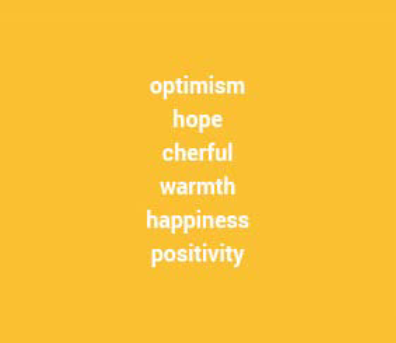 optimism
hope
cherful
warmth
happiness
positivity